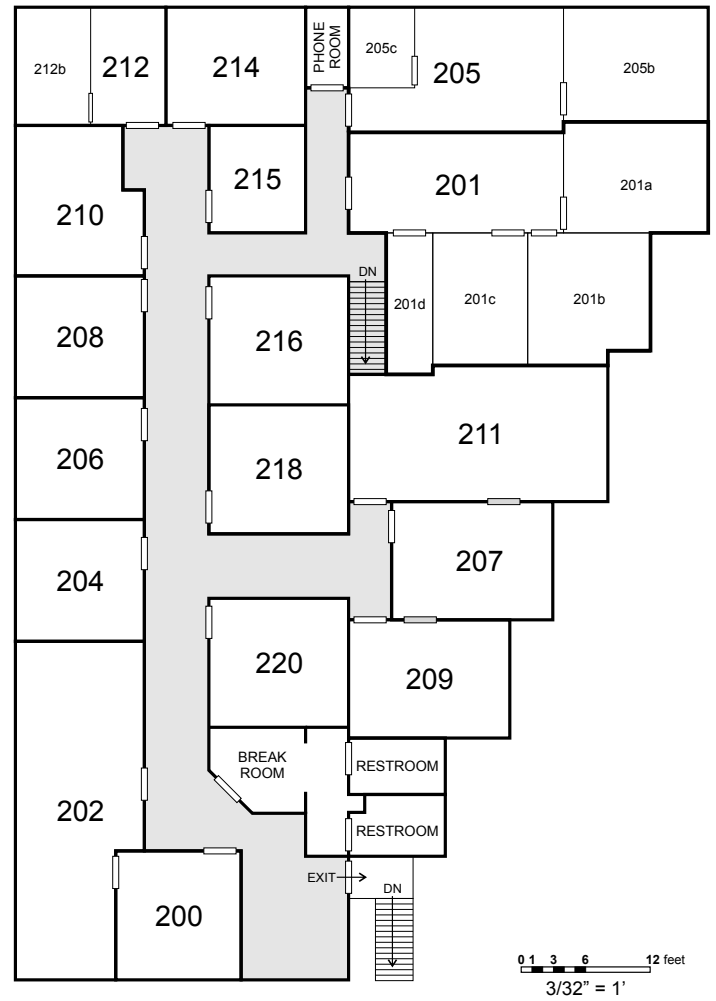 212b
212
214
PHONE
ROOM
205c
205
205b
210
215
201
201a
DN
201d
201c
201b
208
216
206
218
211
204
207
220
209
BREAK
ROOM
RESTROOM
202
RESTROOM
EXIT
DN
200
0 1 3 6 12 feet
3/32" = 1'